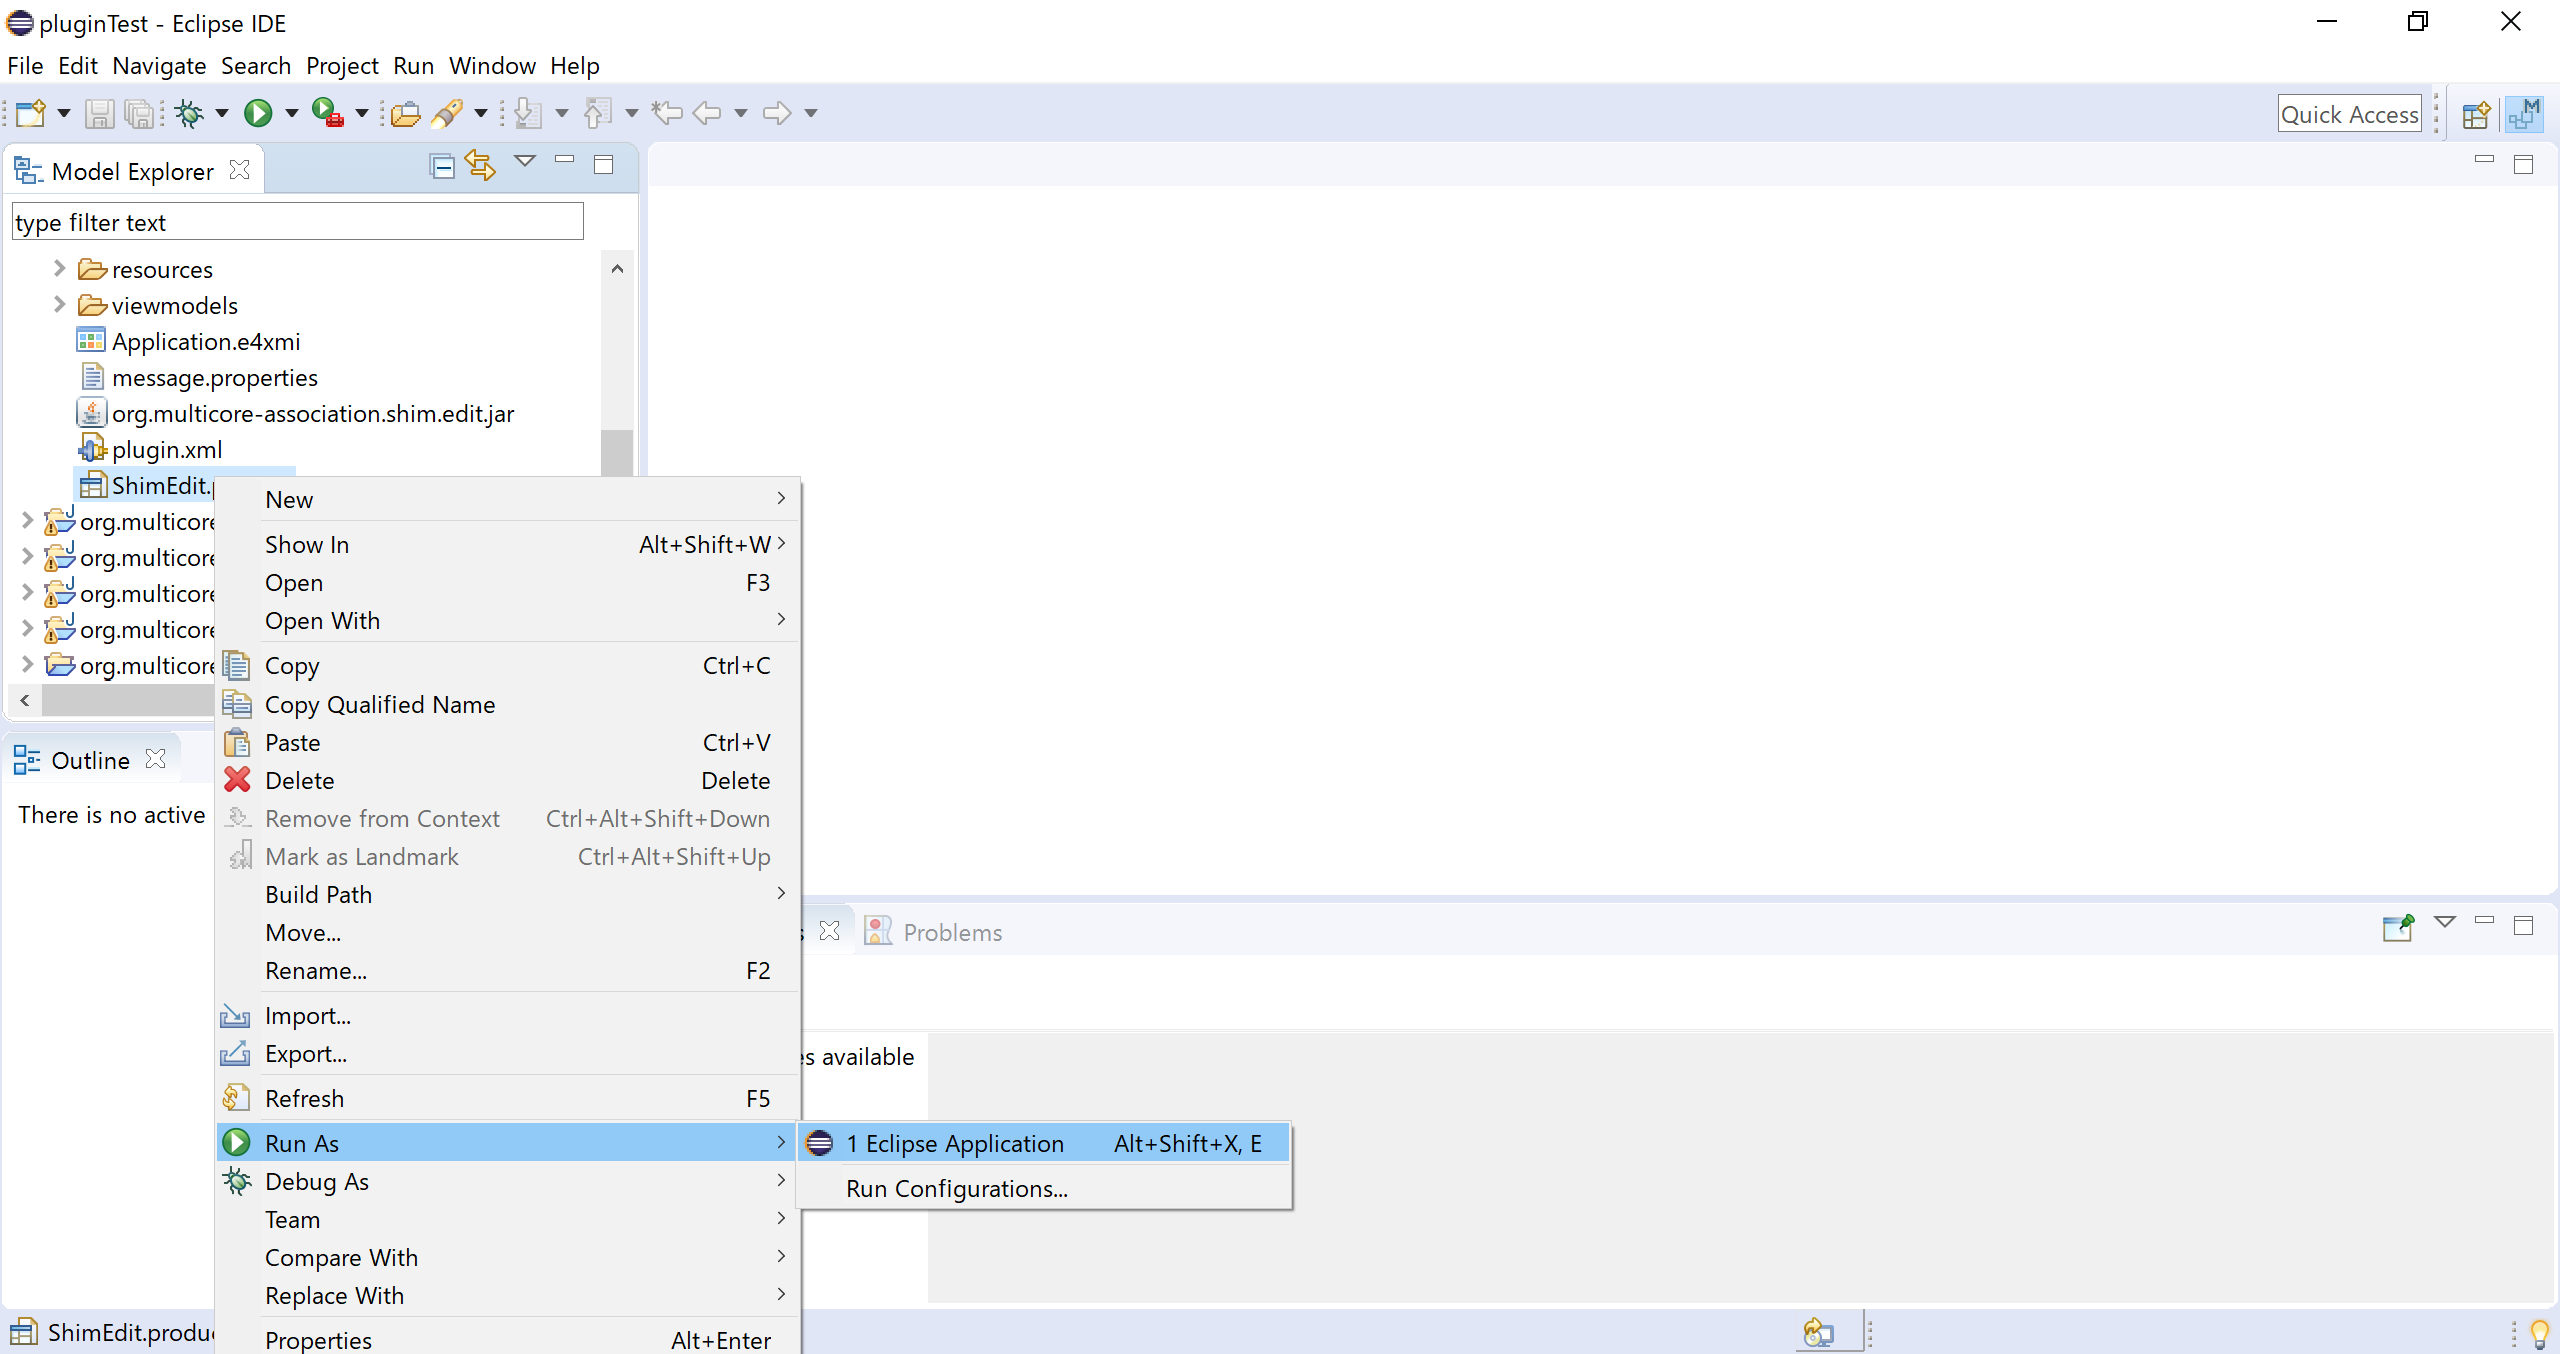 pluginTest - Eclipse IDE
File Edit Navigate Search Project Run Window Help
Quick Access
Model Explorer
type filter text
resources
viewmodels
Application.e4xmi
message.properties
org.multicore-association.shim.edit.jar
plugin.xml
ShimEdit.
org.multicore
org.multicore
org.multicore
org.multicore
org.multicore
Outline
There is no active
New
Show In Alt+Shift+W
Open F3
Open With
Copy Ctrl+C
Copy Qualified Name
Paste Ctrl+V
Delete Delete
Remove from Context Ctrl+Alt+Shift+Down
Mark as Landmark Ctrl+Alt+Shift+Up
Build Path
Move...
Rename... F2
Import...
Export...
Refresh F5
Run As
Debug As
Team
Compare With
Replace With
Properties Alt+Enter
1 Eclipse Application Alt+Shift+X, E
Run Configurations...
Problems
es available
ShimEdit.produ